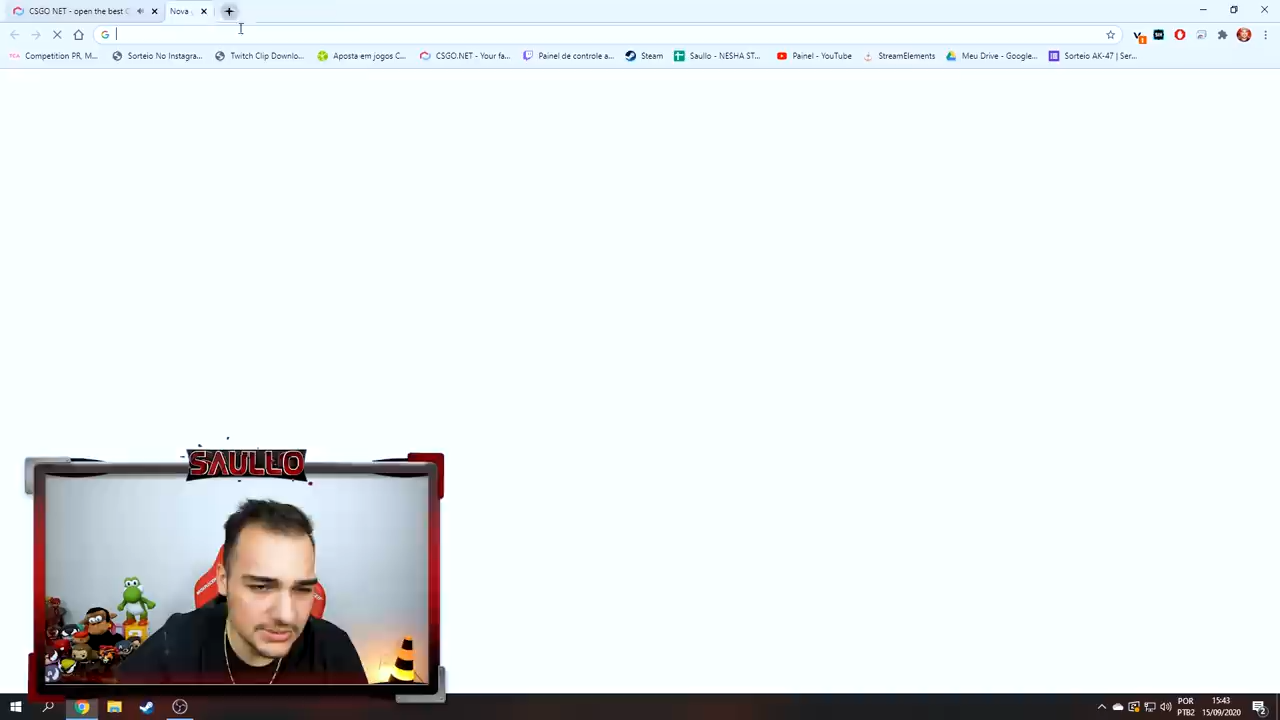 CSGO.NET - open the best C
Nova
Competition PR, M...
Sorteio No Instagra...
Twitch Clip Downlo...
Aposta em jogos C...
CSGO.NET - Your fa...
Painel de controle a...
Steam
Saullo - NESHA ST...
Painel - YouTube
StreamElements
Meu Drive - Google...
Sorteio AK-47 | Ser...
SAULLO
POR
PTB2
15:43
15/09/2020
2